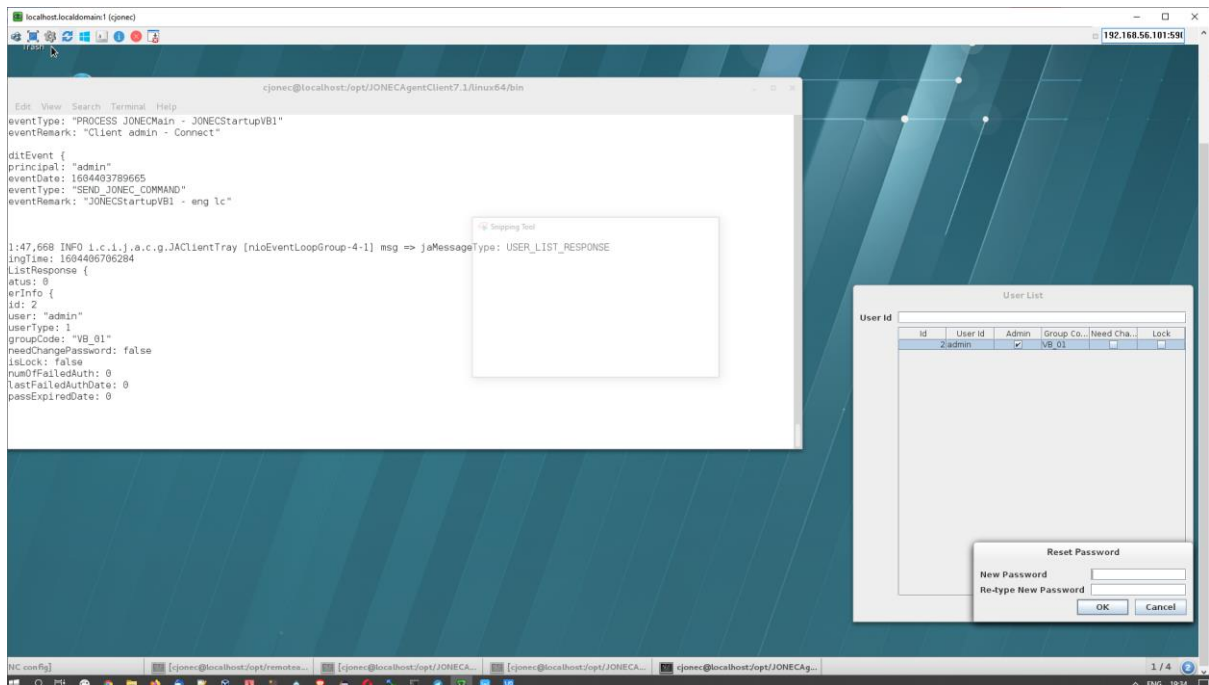 localhost.localdomain:1 (cjonec)
192.168.56.101:590
Trash
cjonec@localhost:/opt/JONECAgentClient7.1/linux64/bin
Edit View Search Terminal Help
eventType: "PROCESS JONECMain - JONECStartupVB1"
eventRemark: "Client admin - Connect"
ditEvent {
principal: "admin"
eventDate: 1604403789665
eventType: "SEND_JONEC_COMMAND"
eventRemark: "JONECStartupVB1 - eng lc"
Snipping Tool
1:47,668 INFO i.c.i.j.a.c.g.JAClientTray [nioEventLoopGroup-4-1] msg => jaMessageType: USER_LIST_RESPONSE
ingTime: 1604406706284
ListResponse {
atus: 0
erInfo {
id: 2
user: "admin"
userType: 1
groupCode: "VB_01"
needChangePassword: false
isLock: false
numOfFailedAuth: 0
lastFailedAuthDate: 0
passExpiredDate: 0
User List
User Id
Id User Id Admin Group Co... Need Cha... Lock
2 admin VB_01
Reset Password
New Password
Re-type New Password
OK Cancel
NC config] [cjonec@localhost:/opt/remotea... [cjonec@localhost:/opt/JONECA... [cjonec@localhost:/opt/JONECA... cjonec@localhost:/opt/JONECAg... 1 / 4 2
ENG 19:34